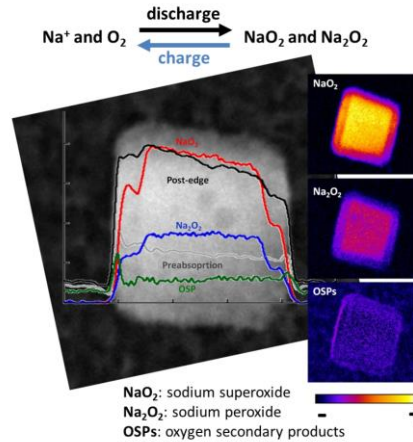 discharge
Na⁺ and O₂ NaO₂ and Na₂O₂
charge
NaO₂
NaO₂
Post-edge
Na₂O₂
Na₂O₂
Preabsoprtion
OSP
OSPs
NaO₂: sodium superoxide
Na₂O₂: sodium peroxide
OSPs: oxygen secondary products